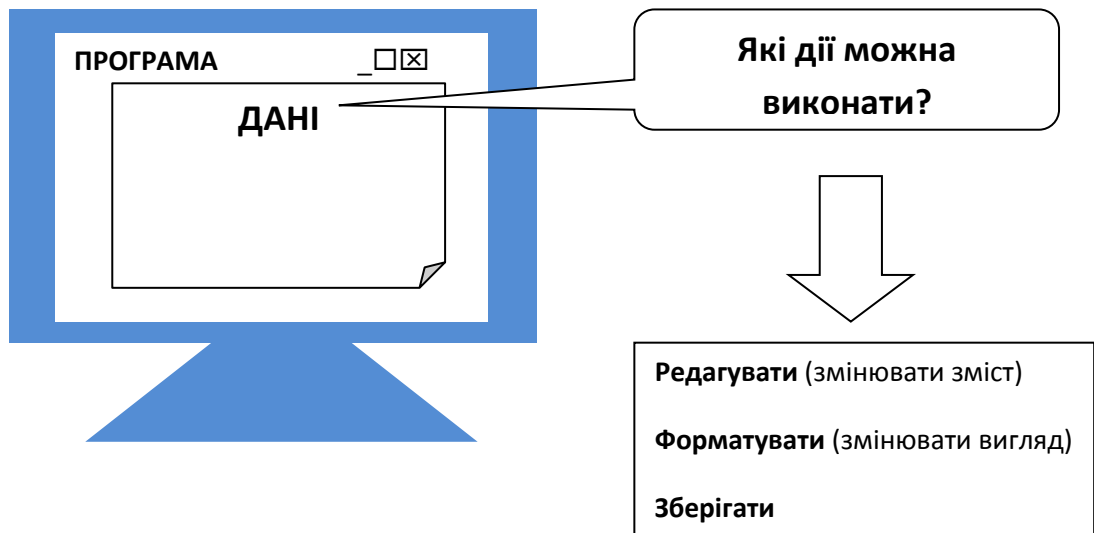 ПРОГРАМА
ДАНІ
Які дії можна
виконати?
Редагувати (змінювати зміст)
Форматувати (змінювати вигляд)
Зберігати